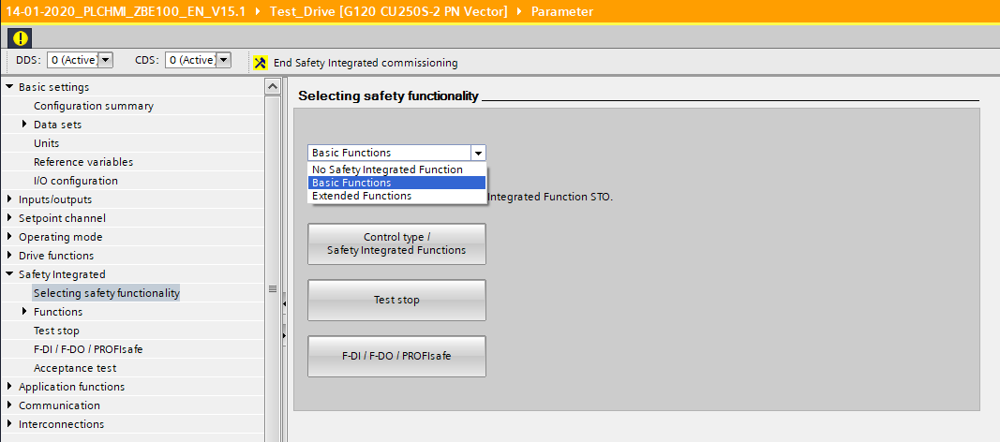 14-01-2020_PLCHMI_ZBE100_EN_V15.1 Test_Drive [G120 CU250S-2 PN Vector] Parameter
DDS: 0 (Active) CDS: 0 (Active) End Safety Integrated commissioning
Basic settings
Configuration summary
Data sets
Units
Reference variables
I/O configuration
Inputs/outputs
Setpoint channel
Operating mode
Drive functions
Safety Integrated
Selecting safety functionality
Functions
Test stop
F-DI / F-DO / PROFIsafe
Acceptance test
Application functions
Communication
Interconnections
Selecting safety functionality
Basic Functions
No Safety Integrated Function
Basic Functions
Extended Functions
Integrated Function STO.
Control type /
Safety Integrated Functions
Test stop
F-DI / F-DO / PROFIsafe